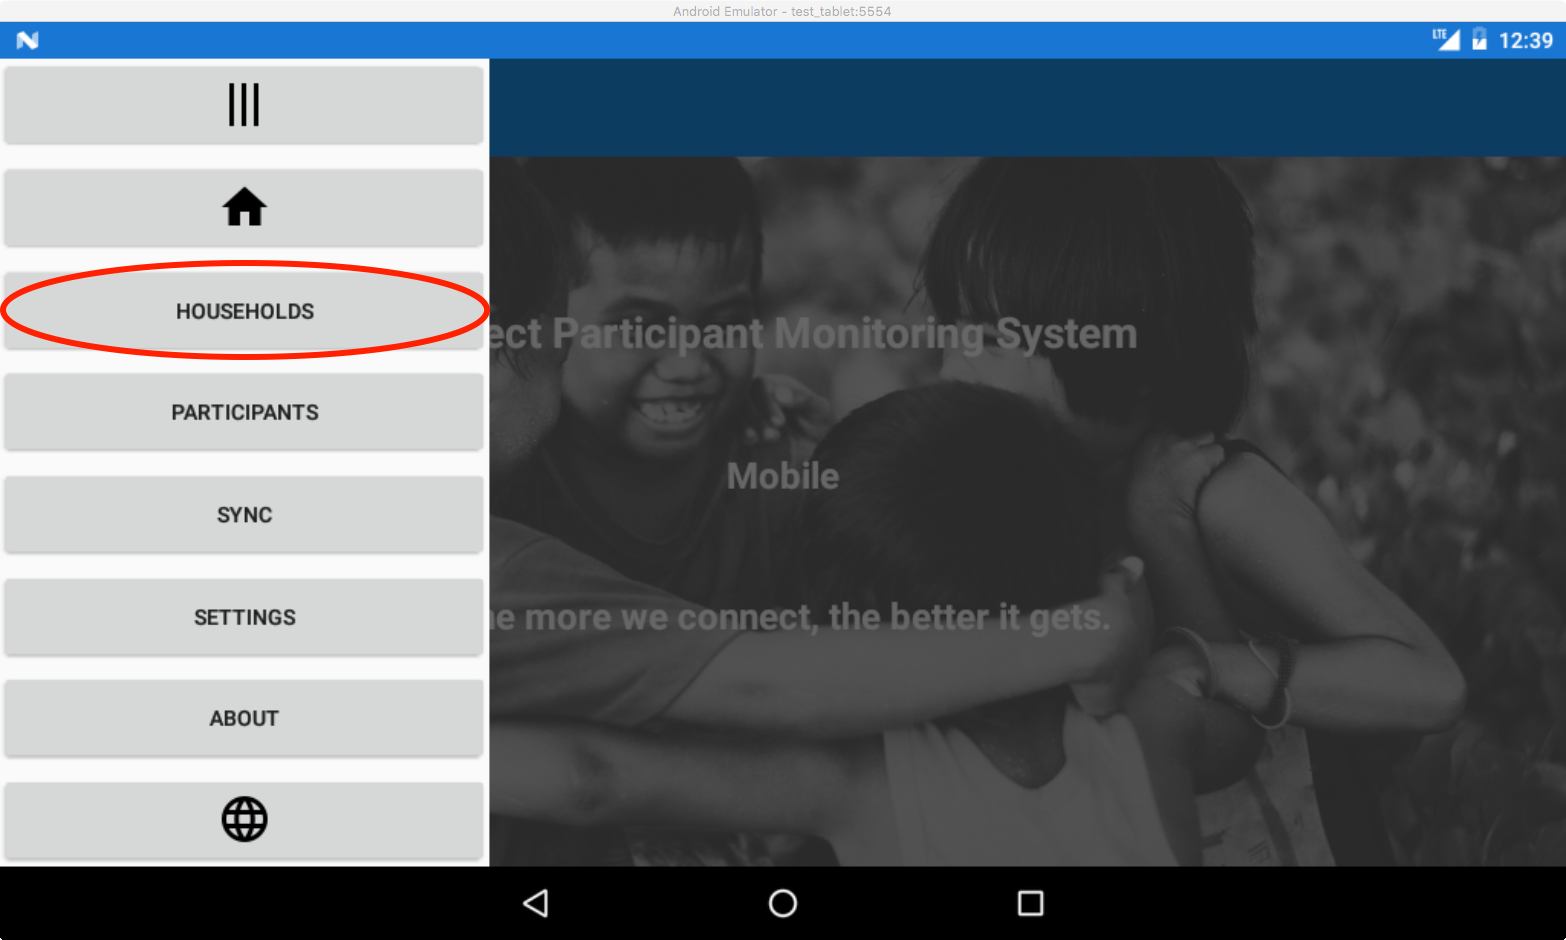 Android Emulator - test_tablet:5554
LTE 12:39
HOUSEHOLDS
PARTICIPANTS
SYNC
SETTINGS
ABOUT
Participant Monitoring System
Mobile
more we connect, the better it gets.